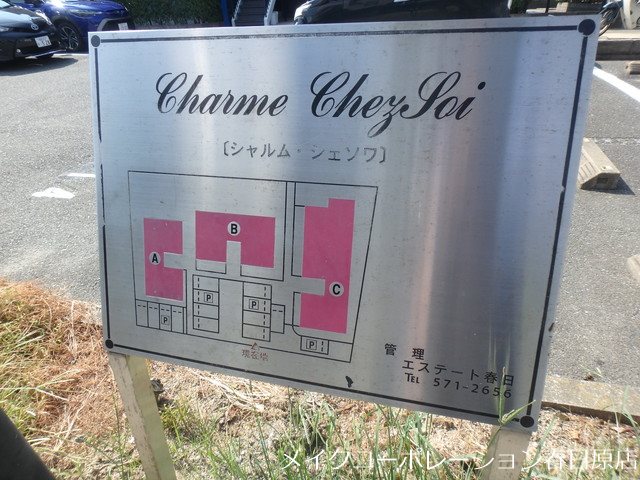 Charme Chez Soi
〔シャルム・シェソワ〕
B
A
C
P
P
P
P
現在地
管 理
エステート春日
TEL 571-2656
メイクコーポレーション春日原店